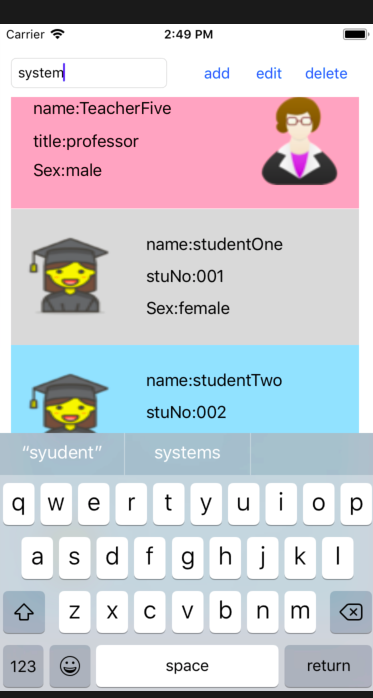 Carrier 2:49 PM
system add edit delete
name:TeacherFive
title:professor
Sex:male
name:studentOne
stuNo:001
Sex:female
name:studentTwo
stuNo:002
“syudent” systems
q w e r t y u i o p
a s d f g h j k l
z x c v b n m
123 space return